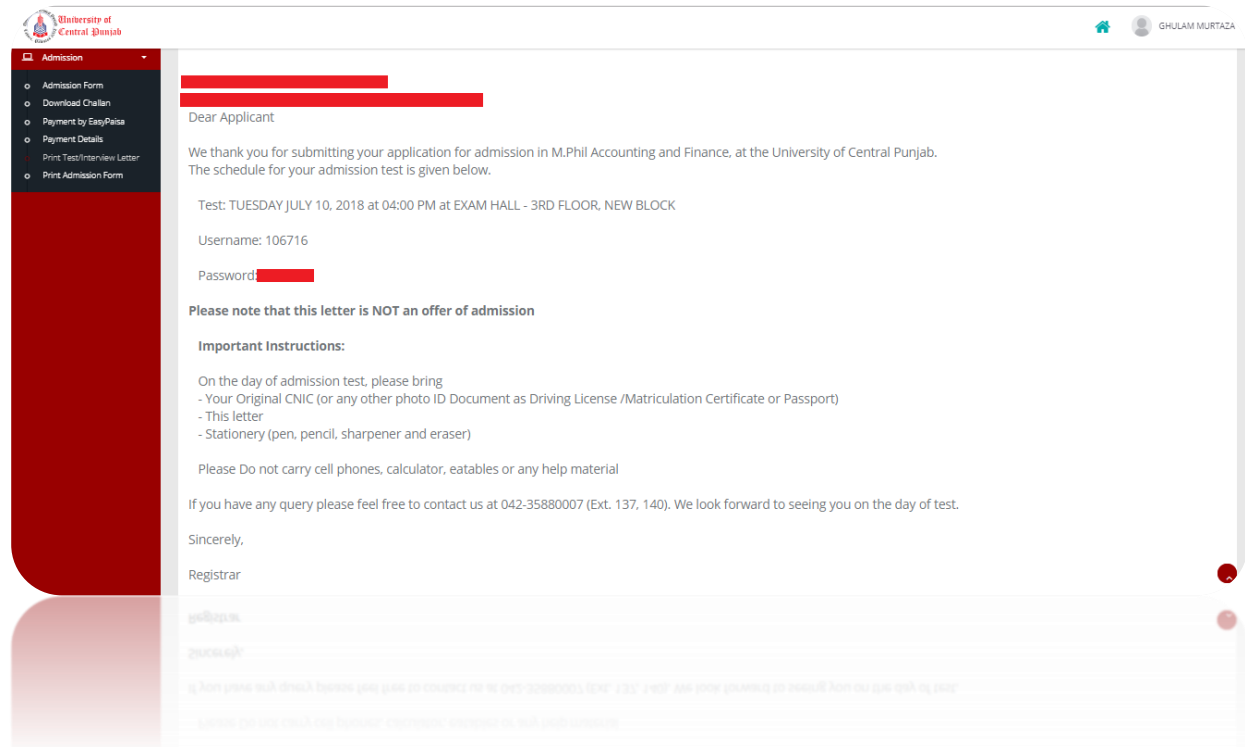 University of
Central Punjab
GHULAM MURTAZA
Admission
Admission Form
Download Challan
Payment by EasyPaisa
Payment Details
Print Test/Interview Letter
Print Admission Form
Dear Applicant
We thank you for submitting your application for admission in M.Phil Accounting and Finance, at the University of Central Punjab.
The schedule for your admission test is given below.
Test: TUESDAY JULY 10, 2018 at 04:00 PM at EXAM HALL - 3RD FLOOR, NEW BLOCK
Username: 106716
Password:
Please note that this letter is NOT an offer of admission
Important Instructions:
On the day of admission test, please bring
- Your Original CNIC (or any other photo ID Document as Driving License /Matriculation Certificate or Passport)
- This letter
- Stationery (pen, pencil, sharpener and eraser)
Please Do not carry cell phones, calculator, eatables or any help material
If you have any query please feel free to contact us at 042-35880007 (Ext. 137, 140). We look forward to seeing you on the day of test.
Sincerely,
Registrar